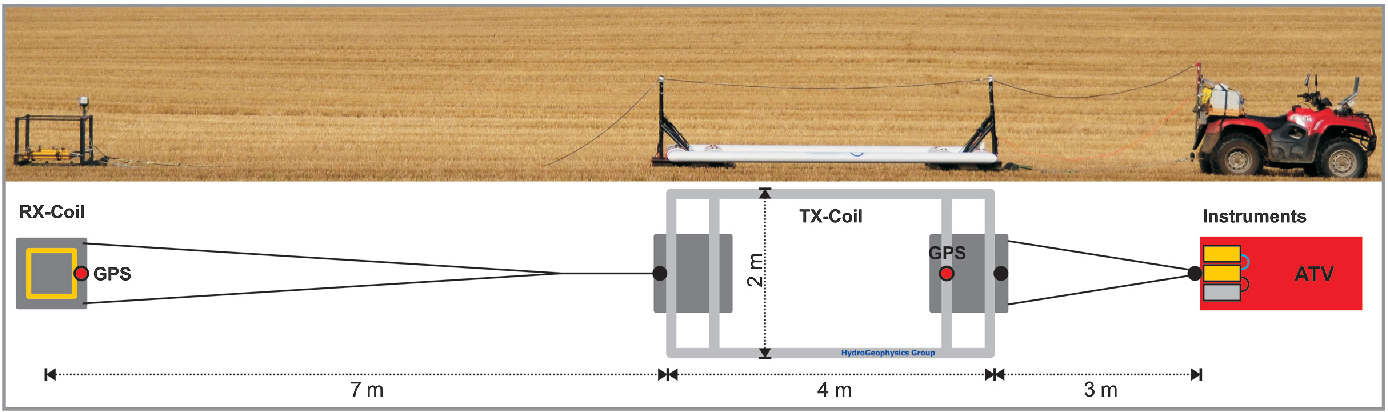 RX-Coil
TX-Coil
Instruments
GPS
GPS
2 m
ATV
HydroGeophysics Group
7 m
4 m
3 m